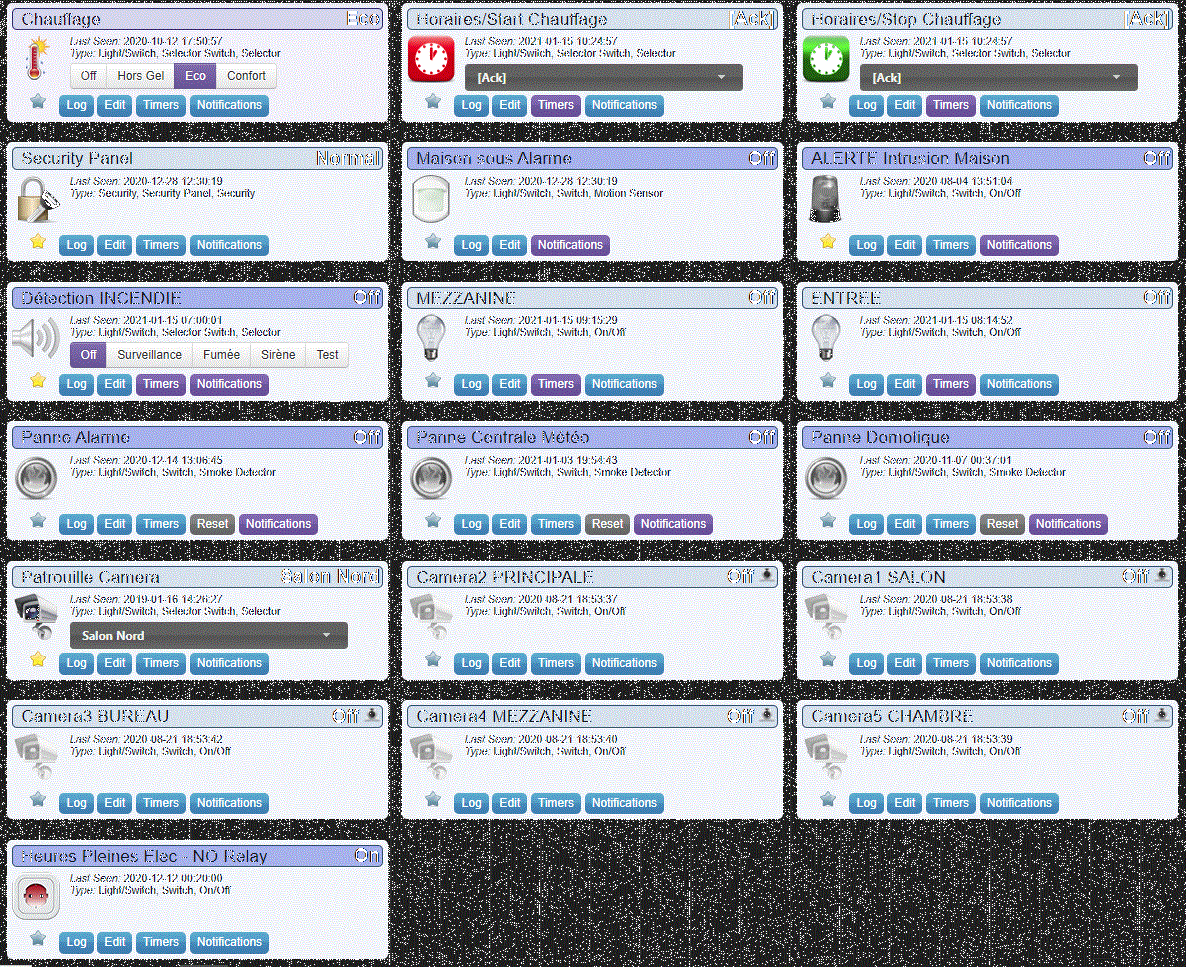 Chauffage Eco
Last Seen: 2020-10-12 17:50:57
Type: Light/Switch, Selector Switch, Selector
Off Hors Gel Eco Confort
Log Edit Timers Notifications
Horaires/Start Chauffage [Ack]
Last Seen: 2021-01-15 10:24:57
Type: Light/Switch, Selector Switch, Selector
[Ack]
Log Edit Timers Notifications
Horaires/Stop Chauffage [Ack]
Last Seen: 2021-01-15 10:24:57
Type: Light/Switch, Selector Switch, Selector
[Ack]
Log Edit Timers Notifications
Security Panel Normal
Last Seen: 2020-12-28 12:30:19
Type: Security, Security Panel, Security
Log Edit Timers Notifications
Maison sous Alarme Off
Last Seen: 2020-12-28 12:30:19
Type: Light/Switch, Switch, Motion Sensor
Log Edit Notifications
ALERTE Intrusion Maison Off
Last Seen: 2020-08-04 13:51:04
Type: Light/Switch, Switch, On/Off
Log Edit Timers Notifications
Détection INCENDIE Off
Last Seen: 2021-01-15 07:00:01
Type: Light/Switch, Selector Switch, Selector
Off Surveillance Fumée Sirène Test
Log Edit Timers Notifications
MEZZANINE Off
Last Seen: 2021-01-15 09:15:29
Type: Light/Switch, Switch, On/Off
Log Edit Timers Notifications
ENTREE Off
Last Seen: 2021-01-15 08:14:52
Type: Light/Switch, Switch, On/Off
Log Edit Timers Notifications
Panne Alarme Off
Last Seen: 2020-12-14 13:06:45
Type: Light/Switch, Switch, Smoke Detector
Log Edit Timers Reset Notifications
Panne Centrale Météo Off
Last Seen: 2021-01-03 19:54:43
Type: Light/Switch, Switch, Smoke Detector
Log Edit Timers Reset Notifications
Panne Domotique Off
Last Seen: 2020-11-07 00:37:01
Type: Light/Switch, Switch, Smoke Detector
Log Edit Timers Reset Notifications
Patrouille Camera Salon Nord
Last Seen: 2019-01-16 14:26:27
Type: Light/Switch, Selector Switch, Selector
Salon Nord
Log Edit Timers Notifications
Camera2 PRINCIPALE Off
Last Seen: 2020-08-21 18:53:37
Type: Light/Switch, Switch, On/Off
Log Edit Timers Notifications
Camera1 SALON Off
Last Seen: 2020-08-21 18:53:38
Type: Light/Switch, Switch, On/Off
Log Edit Timers Notifications
Camera3 BUREAU Off
Last Seen: 2020-08-21 18:53:42
Type: Light/Switch, Switch, On/Off
Log Edit Timers Notifications
Camera4 MEZZANINE Off
Last Seen: 2020-08-21 18:53:40
Type: Light/Switch, Switch, On/Off
Log Edit Timers Notifications
Camera5 CHAMBRE Off
Last Seen: 2020-08-21 18:53:39
Type: Light/Switch, Switch, On/Off
Log Edit Timers Notifications
Heures Pleines Elec - NO Relay On
Last Seen: 2020-12-12 00:20:00
Type: Light/Switch, Switch, On/Off
Log Edit Timers Notifications